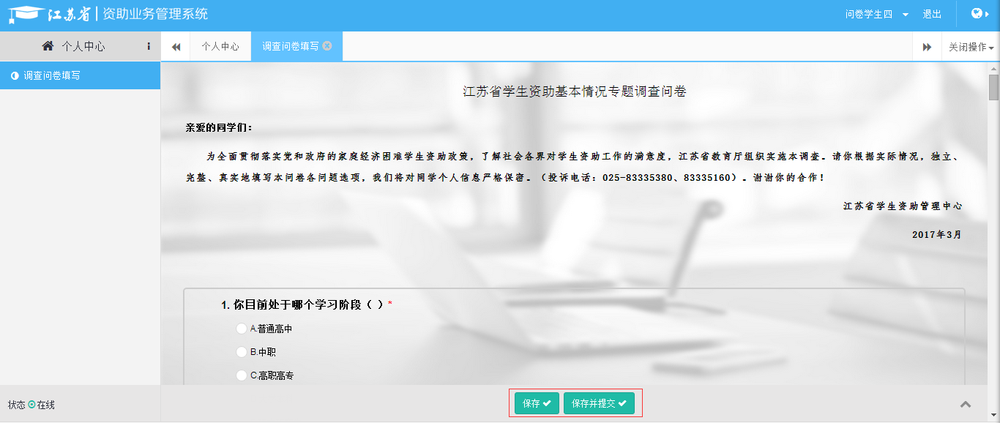 江苏省 | 资助业务管理系统
问卷学生四 退出
个人中心
个人中心 调查问卷填写 关闭操作
调查问卷填写
江苏省学生资助基本情况专题调查问卷
亲爱的同学们：
为全面贯彻落实党和政府的家庭经济困难学生资助政策，了解社会各界对学生资助工作的满意度，江苏省教育厅组织实施本调查。请你根据实际情况，独立、
完整、真实地填写本问卷各问题选项，我们将对同学个人信息严格保密。（投诉电话：025-83335380、83335160）。谢谢你的合作！
江苏省学生资助管理中心
2017年3月
1. 你目前处于哪个学习阶段（ ）*
A.普通高中
B.中职
C.高职高专
状态 在线
保存 保存并提交